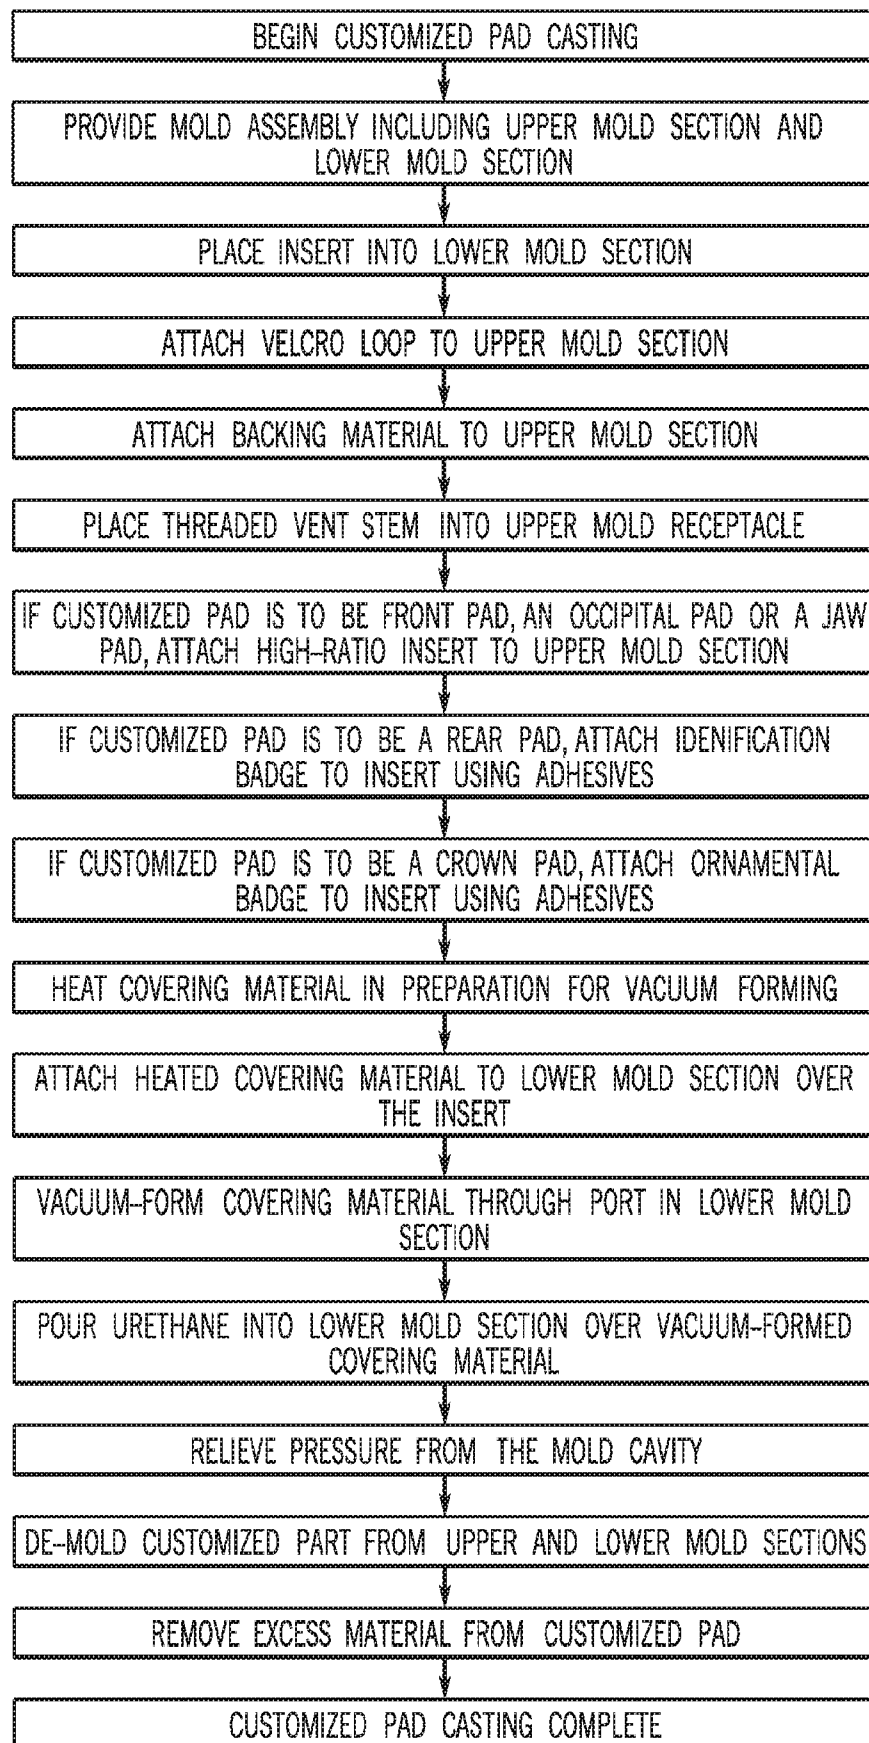 BEGIN CUSTOMIZED PAD CASTING
PROVIDE MOLD ASSEMBLY INCLUDING UPPER MOLD SECTION AND
LOWER MOLD SECTION
PLACE INSERT INTO LOWER MOLD SECTION
ATTACH VELCRO LOOP TO UPPER MOLD SECTION
ATTACH BACKING MATERIAL TO UPPER MOLD SECTION
PLACE THREADED VENT STEM INTO UPPER MOLD RECEPTACLE
IF CUSTOMIZED PAD IS TO BE FRONT PAD, AN OCCIPITAL PAD OR A JAW
PAD, ATTACH HIGH-RATIO INSERT TO UPPER MOLD SECTION
IF CUSTOMIZED PAD IS TO BE A REAR PAD, ATTACH IDENIFICATION
BADGE TO INSERT USING ADHESIVES
IF CUSTOMIZED PAD IS TO BE A CROWN PAD, ATTACH ORNAMENTAL
BADGE TO INSERT USING ADHESIVES
HEAT COVERING MATERIAL IN PREPARATION FOR VACUUM FORMING
ATTACH HEATED COVERING MATERIAL TO LOWER MOLD SECTION OVER
THE INSERT
VACUUM-FORM COVERING MATERIAL THROUGH PORT IN LOWER MOLD
SECTION
POUR URETHANE INTO LOWER MOLD SECTION OVER VACUUM-FORMED
COVERING MATERIAL
RELIEVE PRESSURE FROM THE MOLD CAVITY
DE-MOLD CUSTOMIZED PART FROM UPPER AND LOWER MOLD SECTIONS
REMOVE EXCESS MATERIAL FROM CUSTOMIZED PAD
CUSTOMIZED PAD CASTING COMPLETE